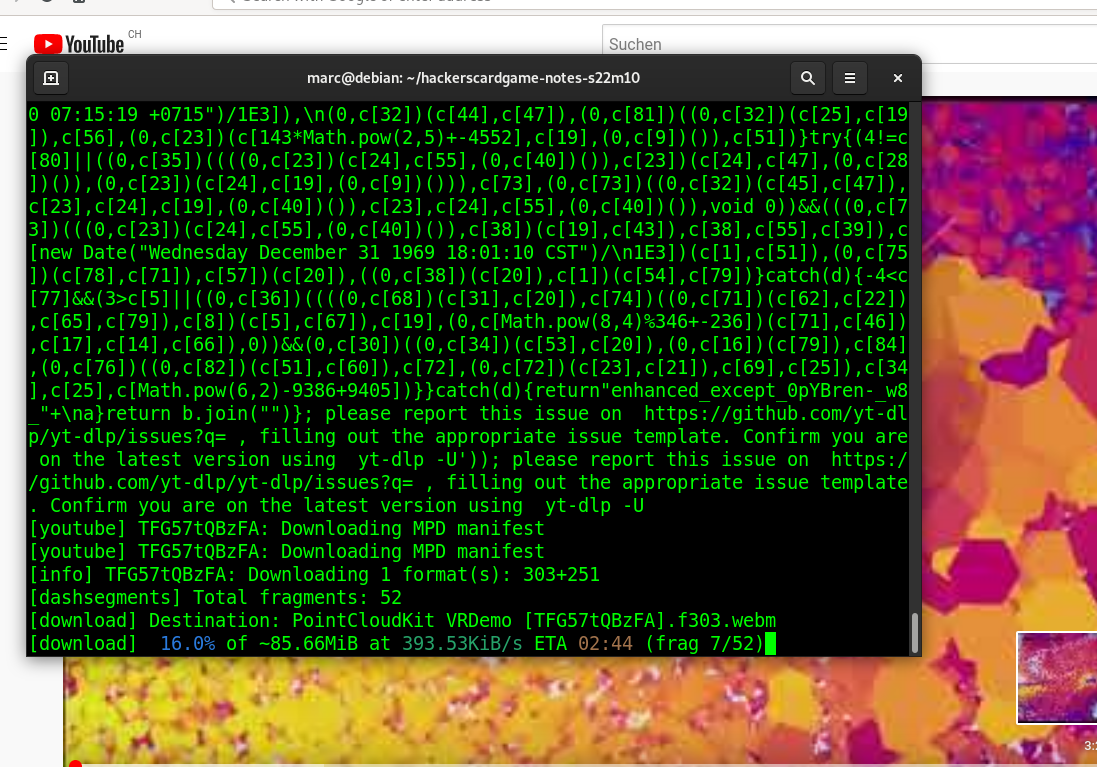 YouTube CH
Suchen
marc@debian: ~/hackerscardgame-notes-s22m10
0 07:15:19 +0715")/1E3]),\n(0,c[32])(c[44],c[47]),(0,c[81])((0,c[32])(c[25],c[19
]),c[56],(0,c[23])(c[143*Math.pow(2,5)+-4552],c[19],(0,c[9])()),c[51])}try{(4!=c
[80]||((0,c[35])((((0,c[23])(c[24],c[55],(0,c[40])()),c[23])(c[24],c[47],(0,c[28
])()),(0,c[23])(c[24],c[19],(0,c[9])())),c[73],(0,c[73])((0,c[32])(c[45],c[47]),
c[23],c[24],c[19],(0,c[40])()),c[23],c[24],c[55],(0,c[40])()),void 0))&&(((0,c[7
3])(((0,c[23])(c[24],c[55],(0,c[40])()),c[38])(c[19],c[43]),c[38],c[55],c[39]),c
[new Date("Wednesday December 31 1969 18:01:10 CST")/\n1E3])(c[1],c[51]),(0,c[75
])(c[78],c[71]),c[57])(c[20]),((0,c[38])(c[20]),c[1])(c[54],c[79])}catch(d){-4<c
[77]&&(3>c[5]||((0,c[36])((((0,c[68])(c[31],c[20]),c[74])((0,c[71])(c[62],c[22])
,c[65],c[79]),c[8])(c[5],c[67]),c[19],(0,c[Math.pow(8,4)%346+-236])(c[71],c[46])
,c[17],c[14],c[66]),0))&&(0,c[30])((0,c[34])(c[53],c[20]),(0,c[16])(c[79]),c[84]
,(0,c[76])((0,c[82])(c[51],c[60]),c[72],(0,c[72])(c[23],c[21]),c[69],c[25]),c[34
],c[25],c[Math.pow(6,2)-9386+9405])}}catch(d){return"enhanced_except_0pYBren-_w8
_"+\na}return b.join("")}; please report this issue on  https://github.com/yt-dl
p/yt-dlp/issues?q= , filling out the appropriate issue template. Confirm you are
 on the latest version using  yt-dlp -U')); please report this issue on  https:/
/github.com/yt-dlp/yt-dlp/issues?q= , filling out the appropriate issue template
. Confirm you are on the latest version using  yt-dlp -U
[youtube] TFG57tQBzFA: Downloading MPD manifest
[youtube] TFG57tQBzFA: Downloading MPD manifest
[info] TFG57tQBzFA: Downloading 1 format(s): 303+251
[dashsegments] Total fragments: 52
[download] Destination: PointCloudKit VRDemo [TFG57tQBzFA].f303.webm
[download]  16.0% of ~85.66MiB at 393.53KiB/s ETA 02:44 (frag 7/52)